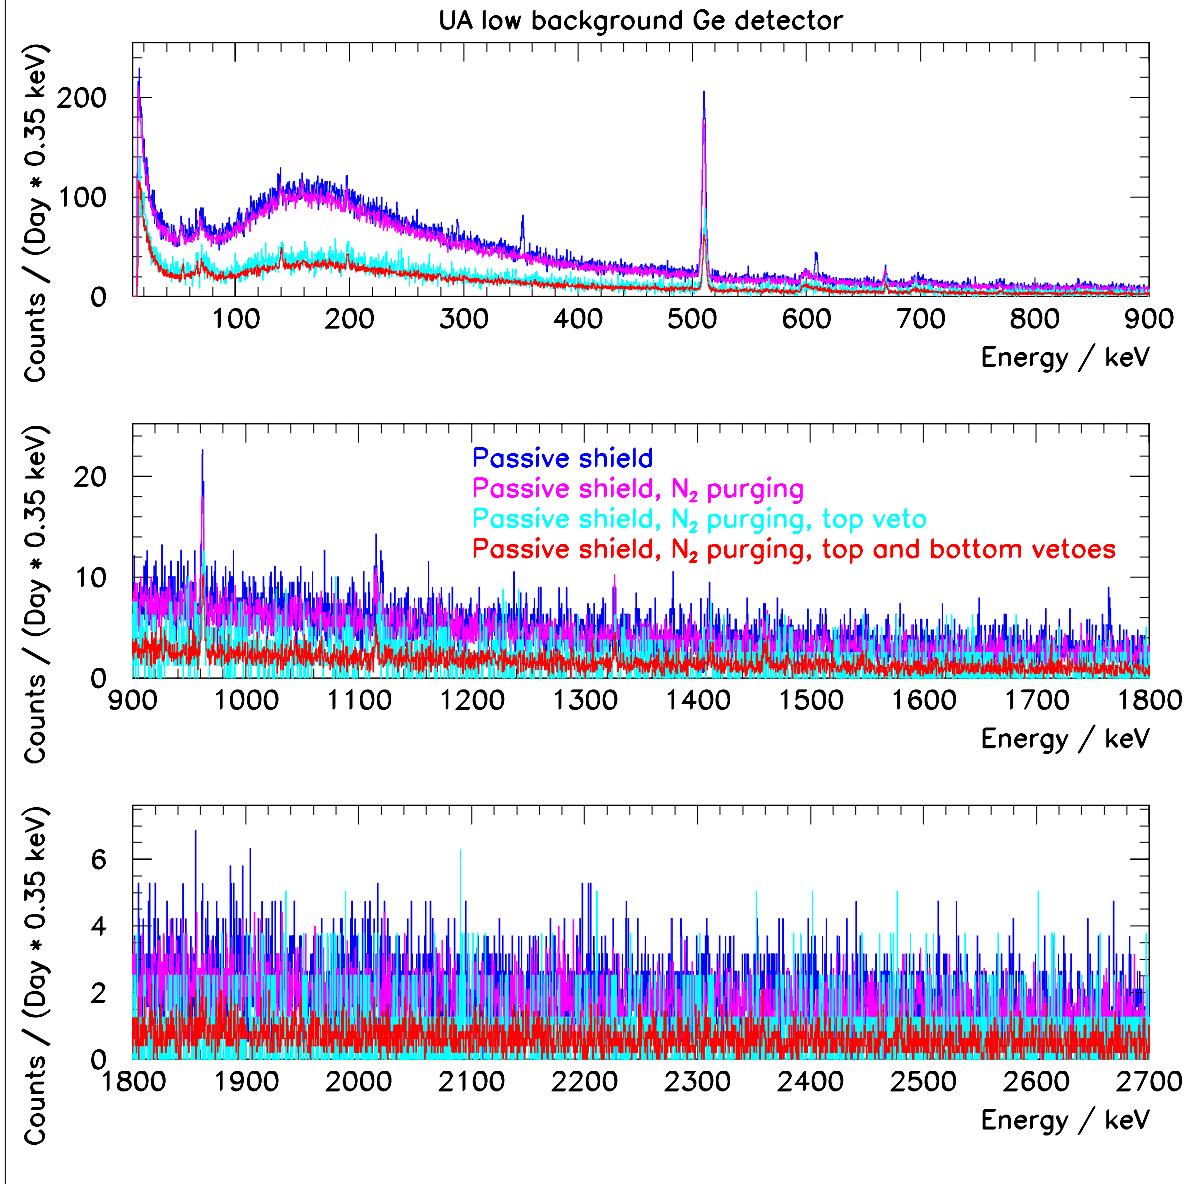 UA low background Ge detector
Counts / (Day * 0.35 keV)
200
100
0
100 200 300 400 500 600 700 800 900
Energy / keV
Counts / (Day * 0.35 keV)
20
10
0
Passive shield
Passive shield, N₂ purging
Passive shield, N₂ purging, top veto
Passive shield, N₂ purging, top and bottom vetoes
900 1000 1100 1200 1300 1400 1500 1600 1700 1800
Energy / keV
Counts / (Day * 0.35 keV)
6
4
2
0
1800 1900 2000 2100 2200 2300 2400 2500 2600 2700
Energy / keV